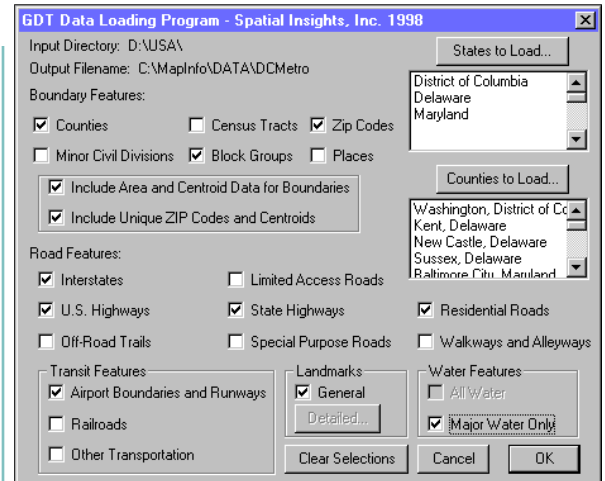 GDT Data Loading Program - Spatial Insights, Inc. 1998
Input Directory: D:\USA\
Output Filename: C:\MapInfo\DATA\DCMetro
States to Load...
District of Columbia
Delaware
Maryland
Boundary Features:
Counties
Census Tracts
Zip Codes
Minor Civil Divisions
Block Groups
Places
Include Area and Centroid Data for Boundaries
Include Unique ZIP Codes and Centroids
Counties to Load...
Washington, District of Co
Kent, Delaware
New Castle, Delaware
Sussex, Delaware
Baltimore City, Maryland
Road Features:
Interstates
Limited Access Roads
U.S. Highways
State Highways
Residential Roads
Off-Road Trails
Special Purpose Roads
Walkways and Alleyways
Transit Features
Airport Boundaries and Runways
Railroads
Other Transportation
Landmarks
General
Detailed...
Water Features
All Water
Major Water Only
Clear Selections
Cancel
OK